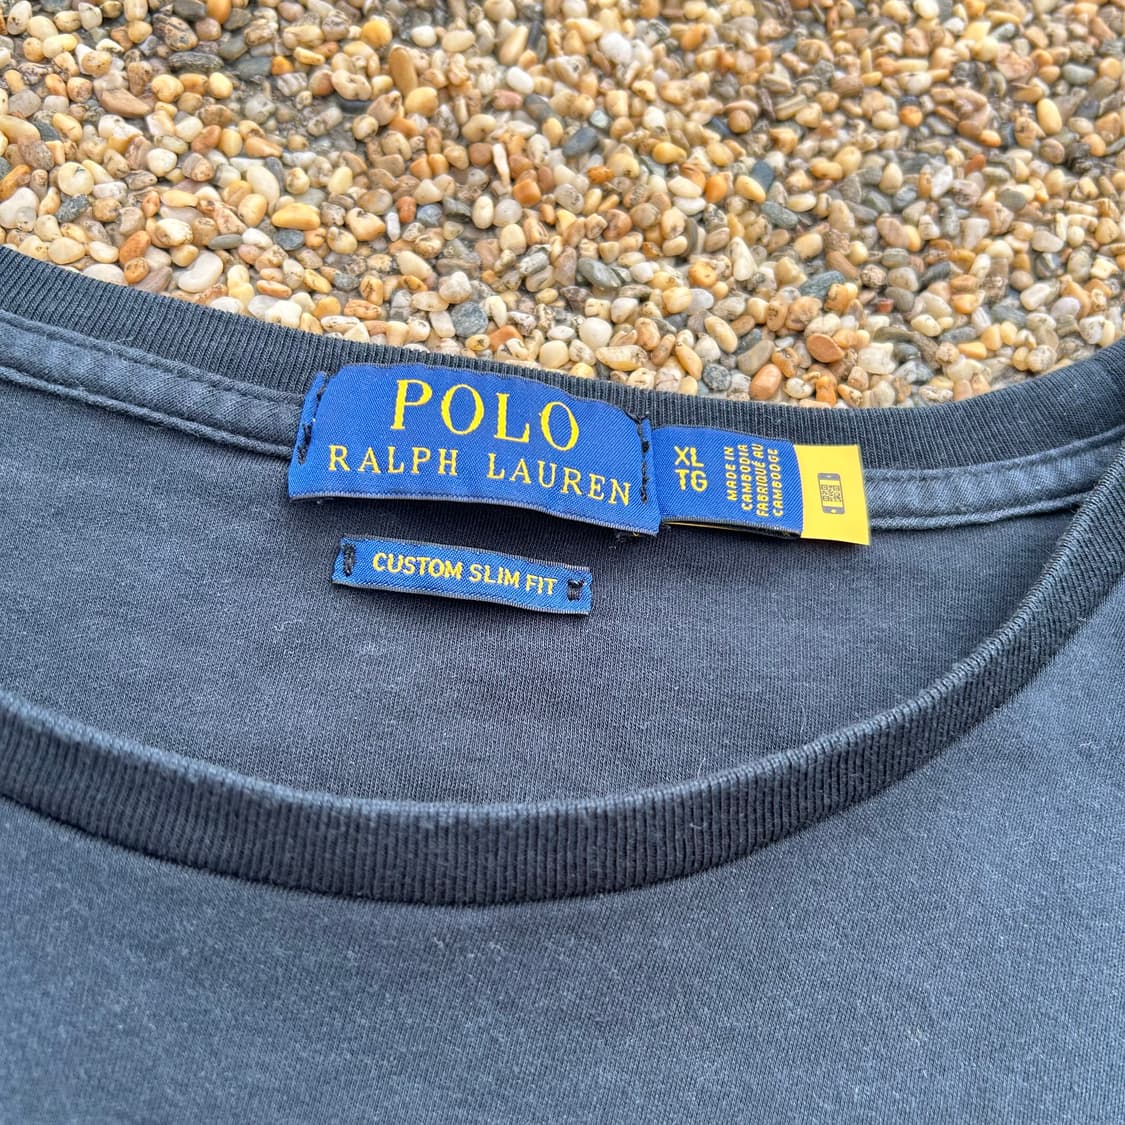 POLO
RALPH LAUREN
XL
TG
MADE IN
CAMBODIA
FABRIQUÉ AU
CAMBODGE
CUSTOM SLIM FIT